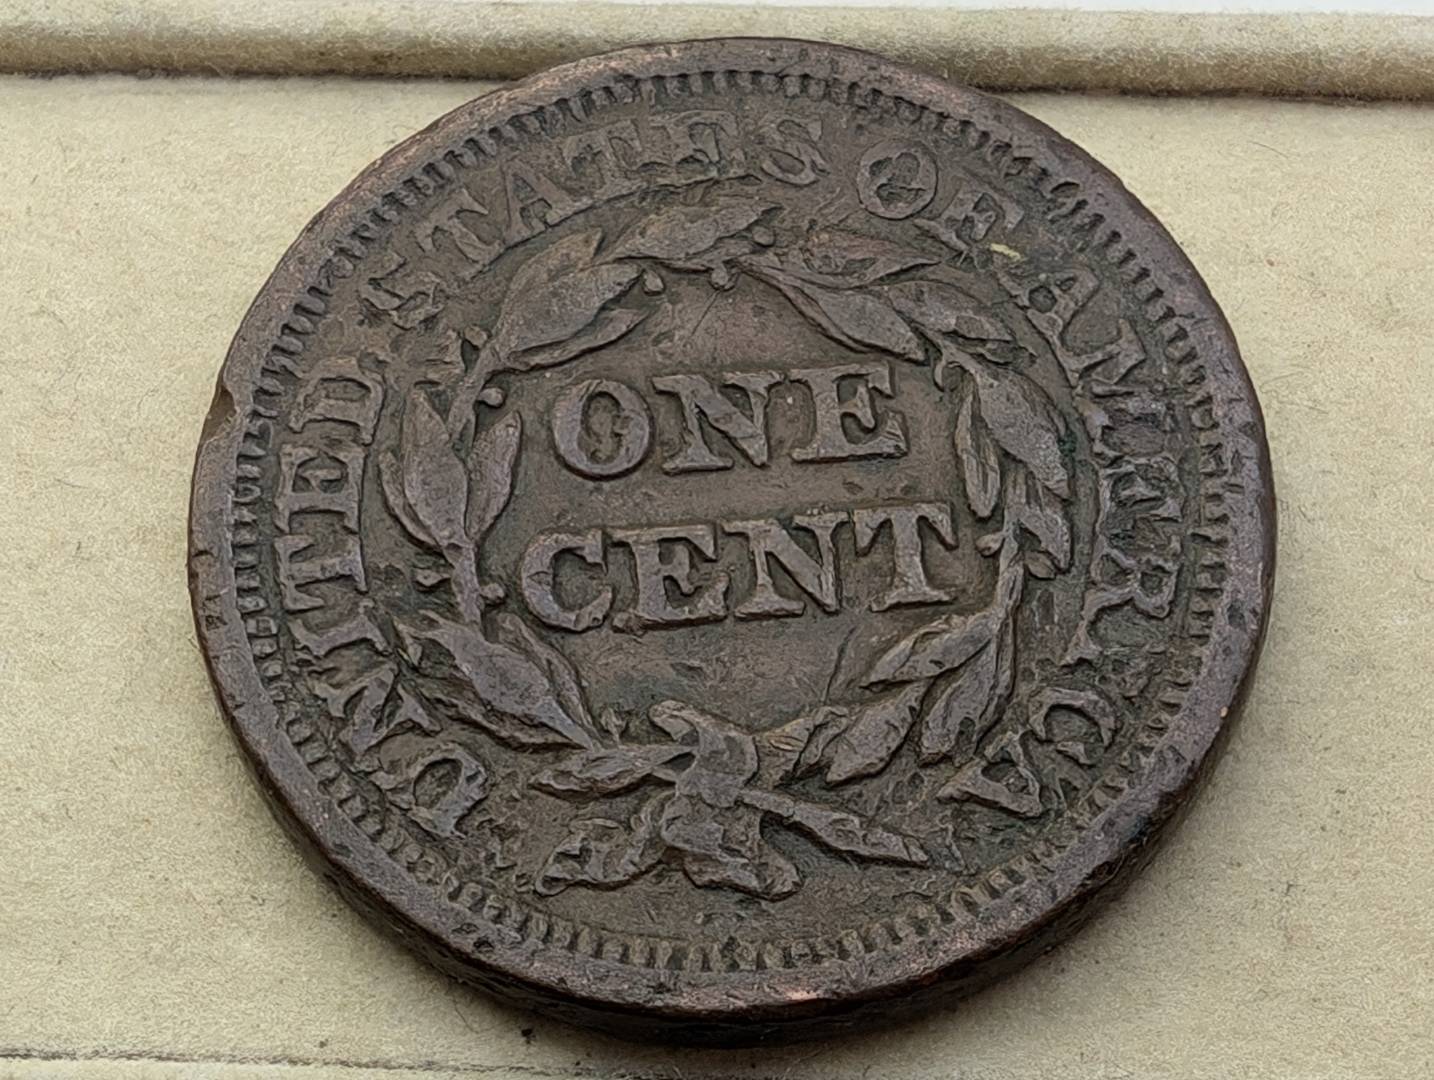 UNITED STATES OF AMERICA
ONE
CENT